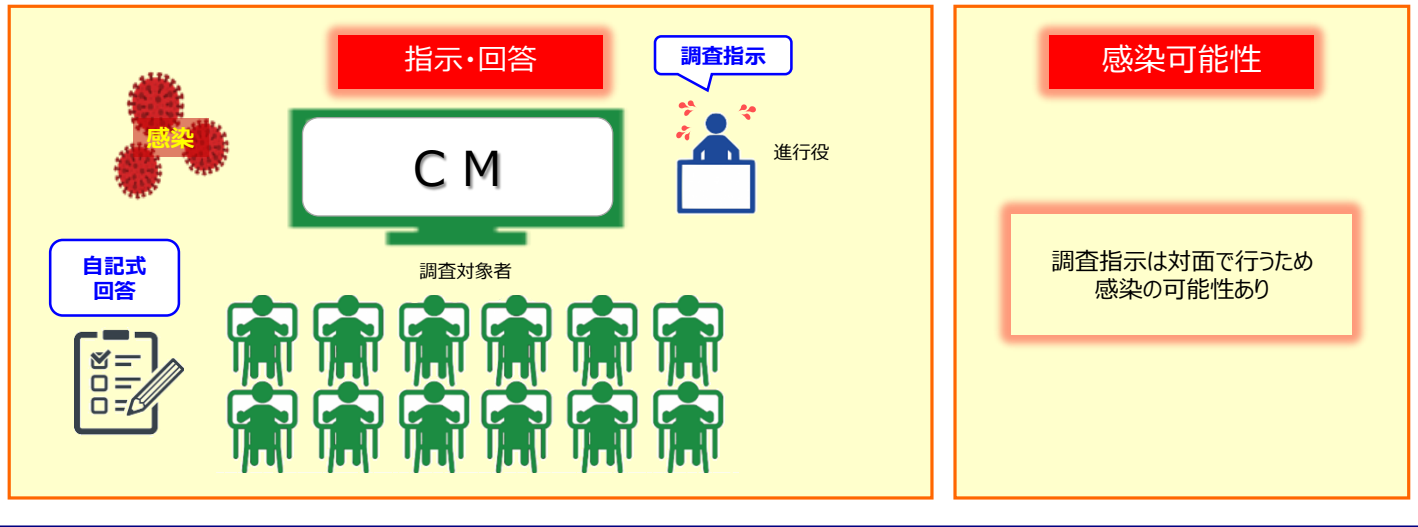 指示・回答
調査指示
感染
CM
進行役
自記式
回答
調査対象者
感染可能性
調査指示は対面で行うため
感染の可能性あり